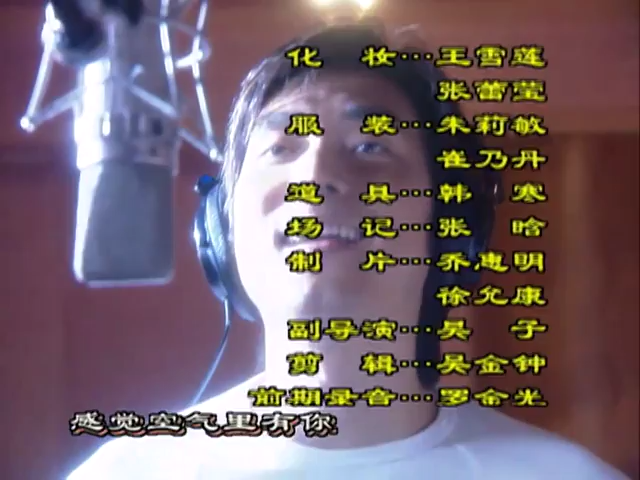 化 妆…王雪莲
张蕾莹
服 装…朱莉敏
崔乃丹
道 具…韩 寒
场 记…张 晗
制 片…乔惠明
徐允康
副导演…吴 子
剪 辑…吴金钟
前期录音…罗金光
感觉空气里有你